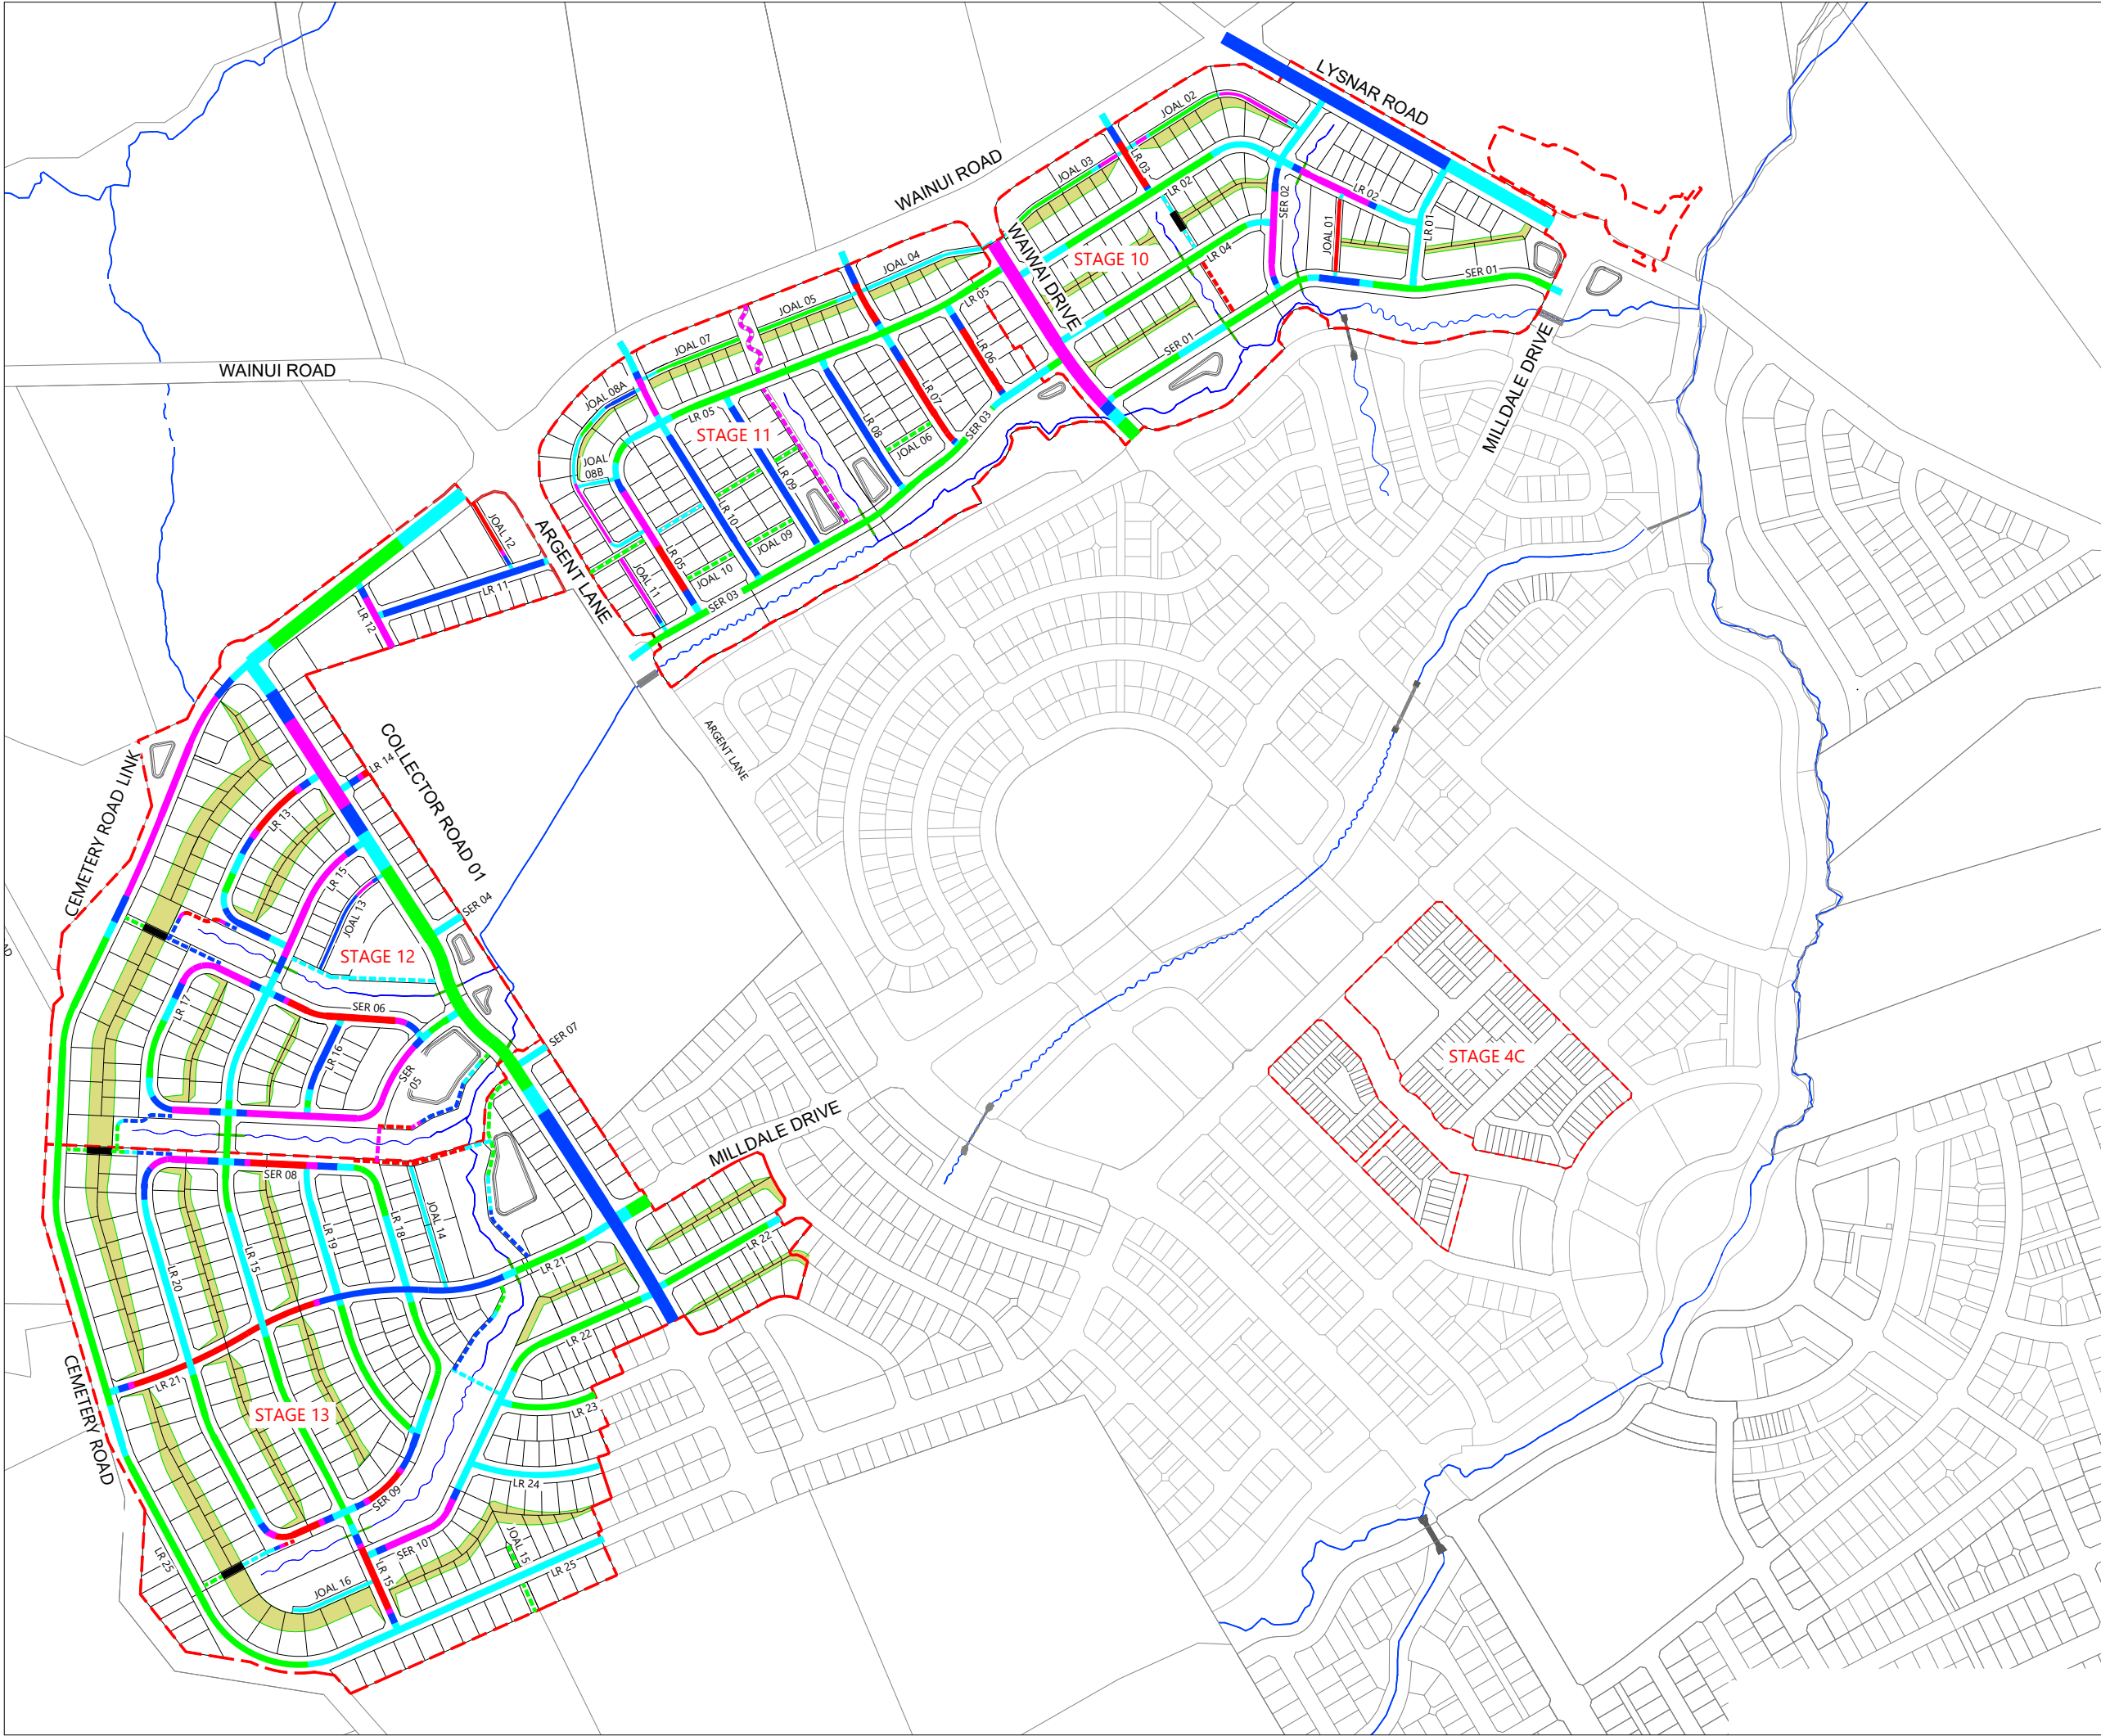 LYSNAR ROAD
JOAL 02
WAINUI ROAD
JOAL 03
LR 03
LR 02
LR 02
SER 02
LR 01
JOAL 01
WAIWAI DRIVE
STAGE 10
LR 04
SER 01
JOAL 04
LR 05
JOAL 05
SER 01
MILLDALE DRIVE
JOAL 07
LR 06
WAINUI ROAD
JOAL 08A
LR 07
LR 05
STAGE 11
LR 08
SER 03
JOAL 06
JOAL
08B
LR 09
LR 10
JOAL 12
ARGENT LANE
JOAL 09
LR 05
JOAL 10
JOAL 11
LR 11
SER 03
LR 12
ARGENT LANE
COLLECTOR ROAD 01
LR 14
CEMETERY ROAD LINK
LR 13
LR 15
SER 04
JOAL 13
STAGE 12
LR 17
SER 06
SER 07
LR 16
SER
05
STAGE 4C
MILLDALE DRIVE
SER 08
JOAL 14
LR 18
LR 19
LR 15
LR 20
LR 22
LR 21
LR 22
LR 21
CEMETERY ROAD
STAGE 13
LR 23
LR 24
SER 09
SER 10
JOAL 15
LR 25
LR 15
LR 25
JOAL 16